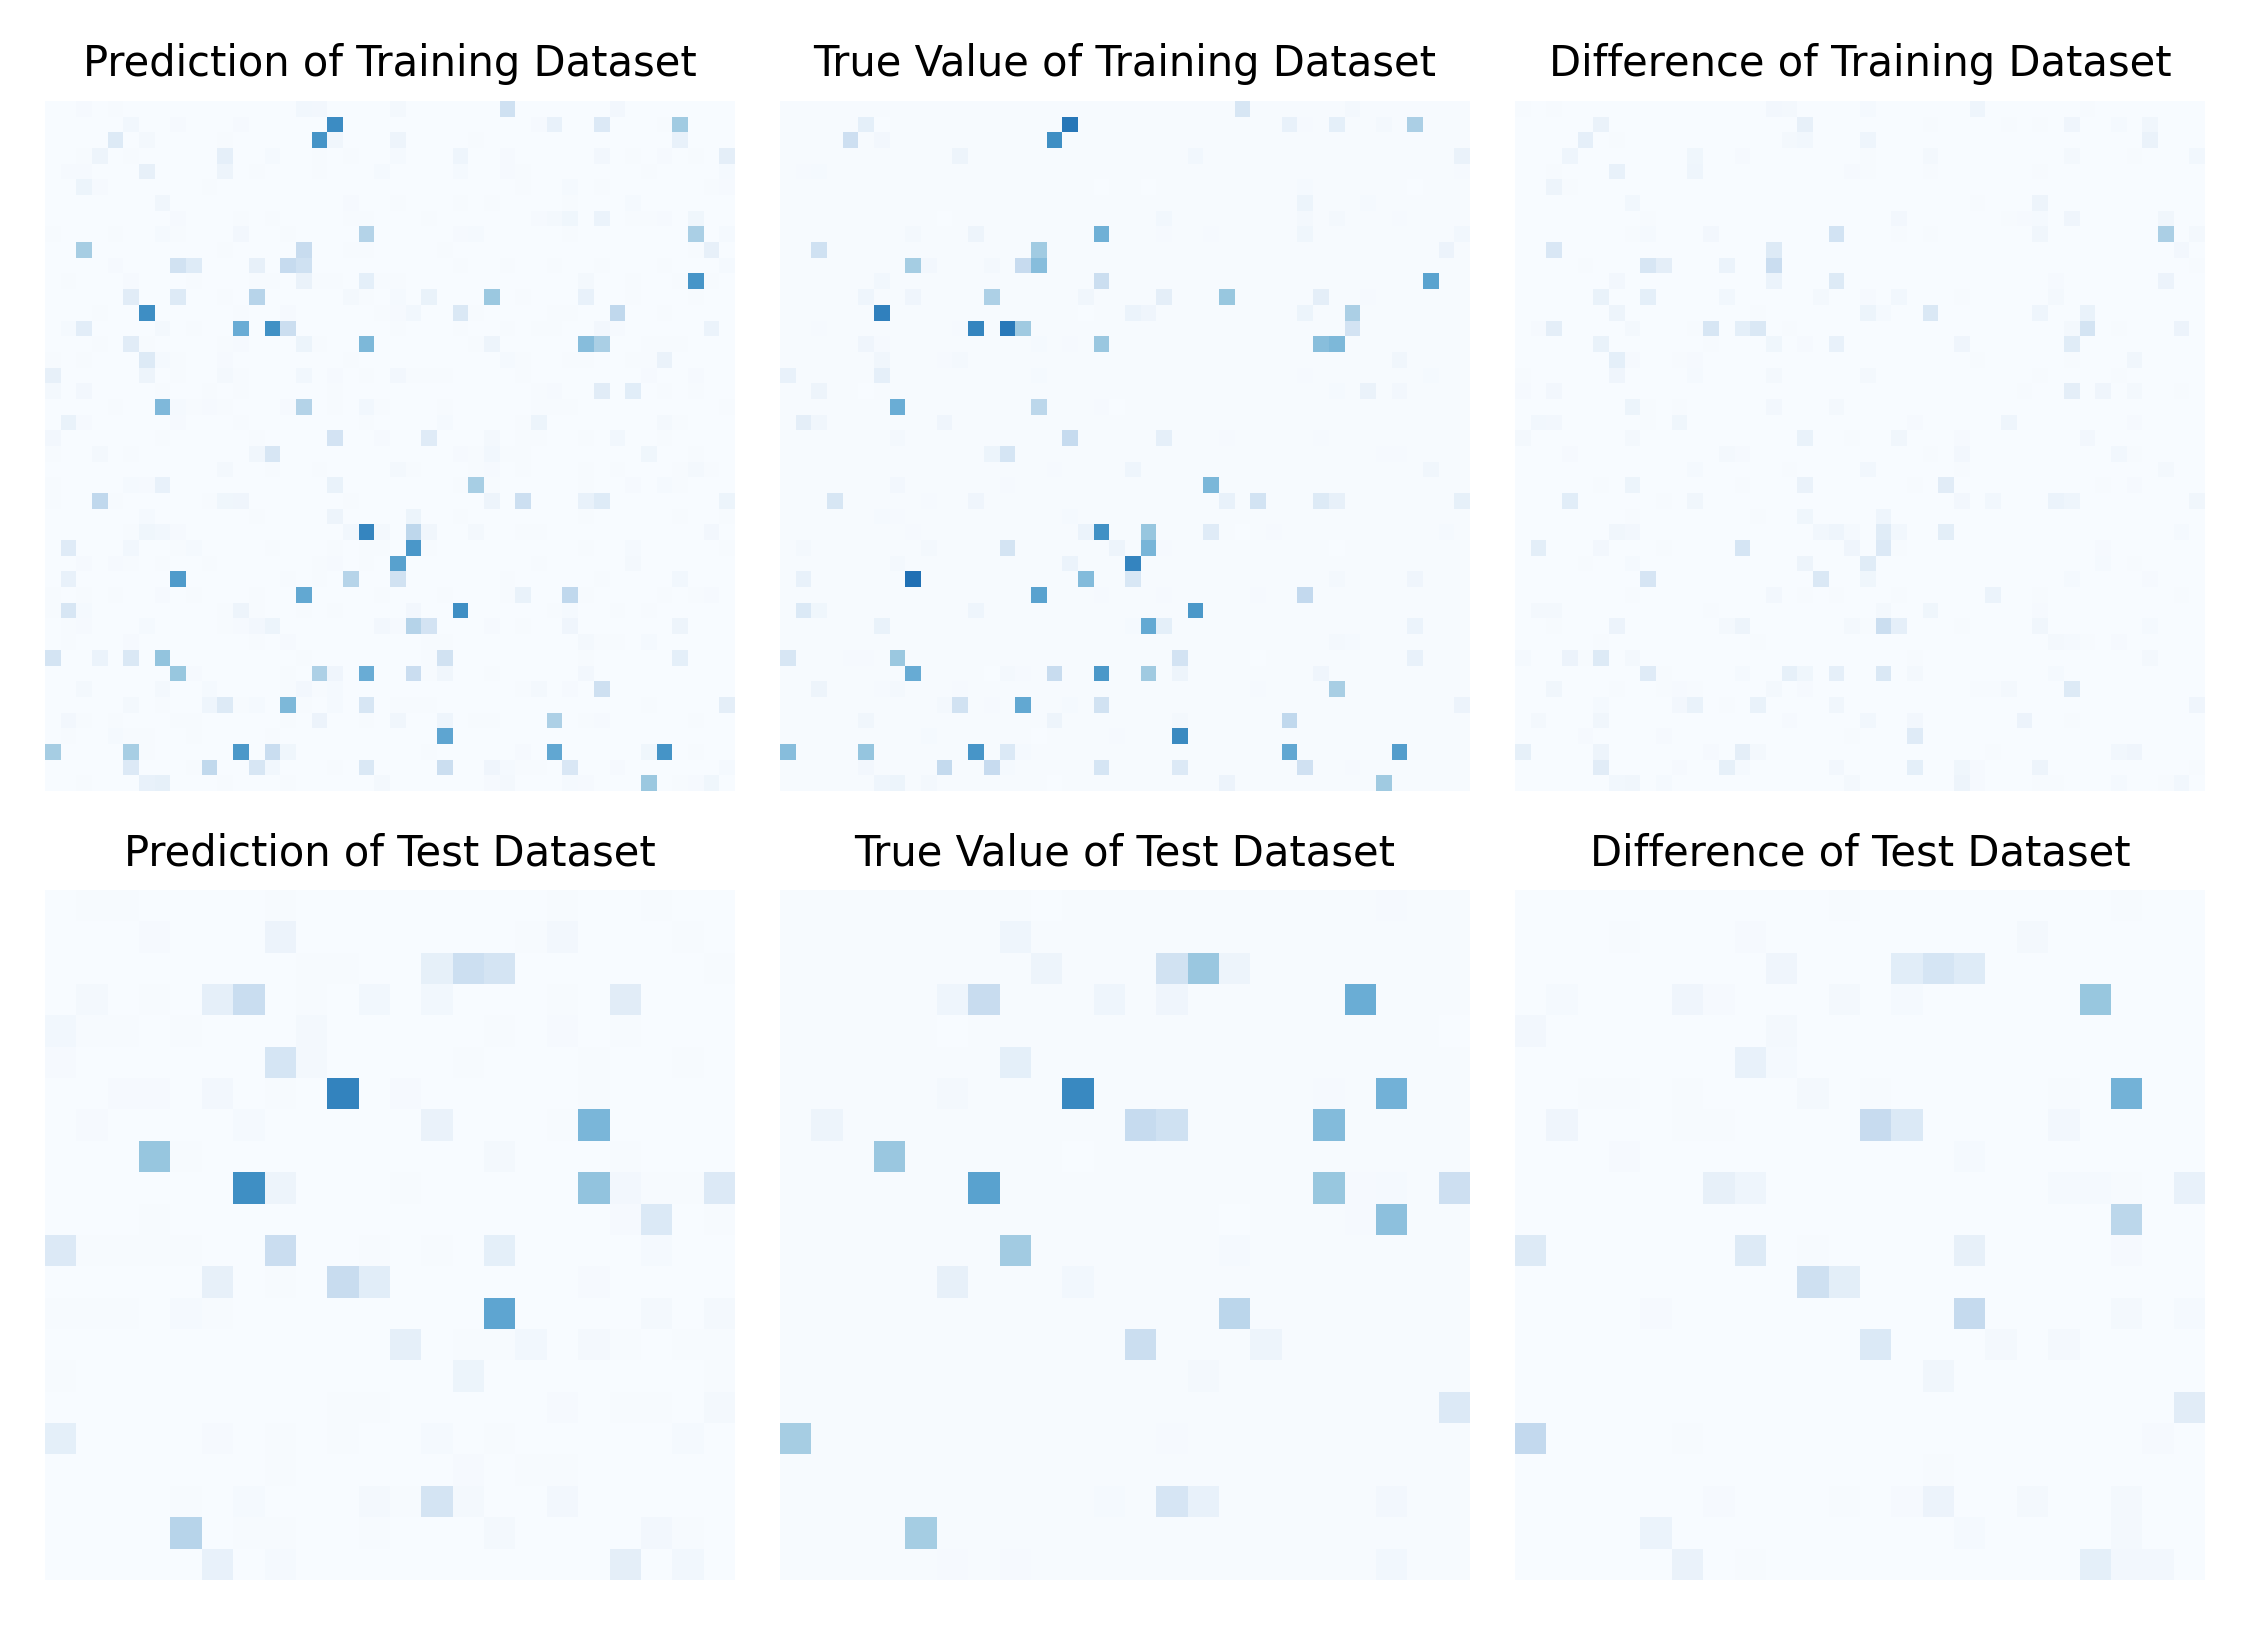 Prediction of Training Dataset
True Value of Training Dataset
Difference of Training Dataset
Prediction of Test Dataset
True Value of Test Dataset
Difference of Test Dataset